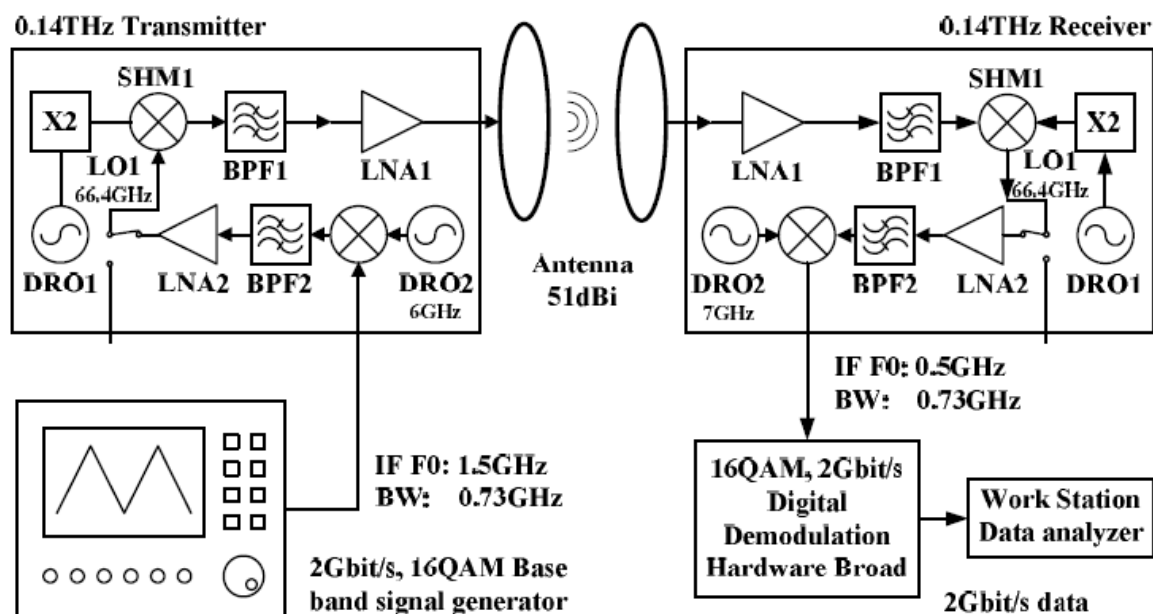 0.14THz Transmitter
0.14THz Receiver
SHM1
X2
LO1
66.4GHz
BPF1
LNA1
DRO1
LNA2
BPF2
DRO2
6GHz
Antenna
51dBi
LNA1
BPF1
SHM1
X2
LO1
66.4GHz
DRO2
7GHz
BPF2
LNA2
DRO1
IF F0: 1.5GHz
BW: 0.73GHz
2Gbit/s, 16QAM Base
band signal generator
IF F0: 0.5GHz
BW: 0.73GHz
16QAM, 2Gbit/s
Digital
Demodulation
Hardware Broad
Work Station
Data analyzer
2Gbit/s data